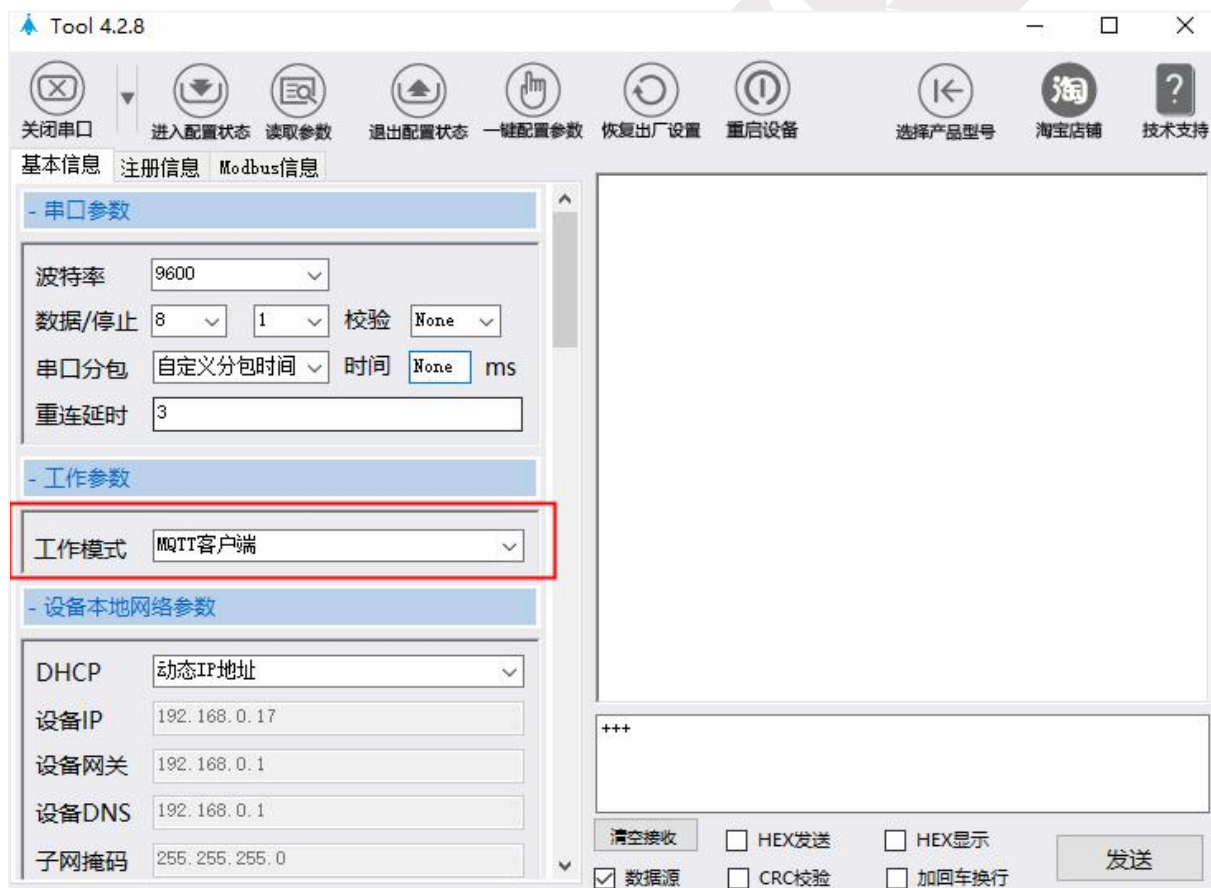 Tool 4.2.8
关闭串口 进入配置状态 读取参数 退出配置状态 一键配置参数 恢复出厂设置 重启设备 选择产品型号 淘宝店铺 技术支持
淘
?
基本信息 注册信息 Modbus信息
- 串口参数
波特率 9600
数据/停止 8 1 校验 None
串口分包 自定义分包时间 时间 None ms
重连延时 3
- 工作参数
工作模式 MQTT客户端
- 设备本地网络参数
DHCP 动态IP地址
设备IP 192.168.0.17
设备网关 192.168.0.1
设备DNS 192.168.0.1
子网掩码 255.255.255.0
+++
清空接收 HEX发送 HEX显示
数据源 CRC校验 加回车换行
发送